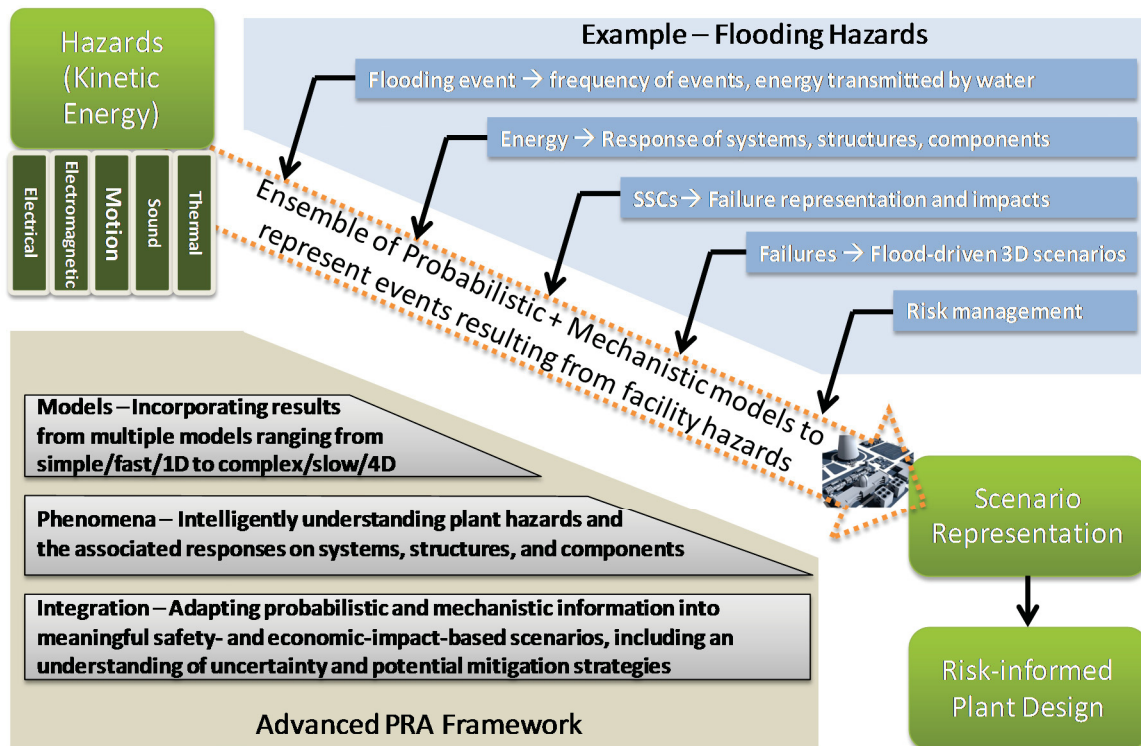 Hazards
(Kinetic
Energy)
Electrical
Electromagnetic
Motion
Sound
Thermal
Example – Flooding Hazards
Flooding event → frequency of events, energy transmitted by water
Energy → Response of systems, structures, components
SSCs → Failure representation and impacts
Failures → Flood-driven 3D scenarios
Risk management
Ensemble of Probabilistic + Mechanistic models to
represent events resulting from facility hazards
Models – Incorporating results
from multiple models ranging from
simple/fast/1D to complex/slow/4D
Phenomena – Intelligently understanding plant hazards and
the associated responses on systems, structures, and components
Integration – Adapting probabilistic and mechanistic information into
meaningful safety- and economic-impact-based scenarios, including an
understanding of uncertainty and potential mitigation strategies
Advanced PRA Framework
Scenario
Representation
Risk-informed
Plant Design